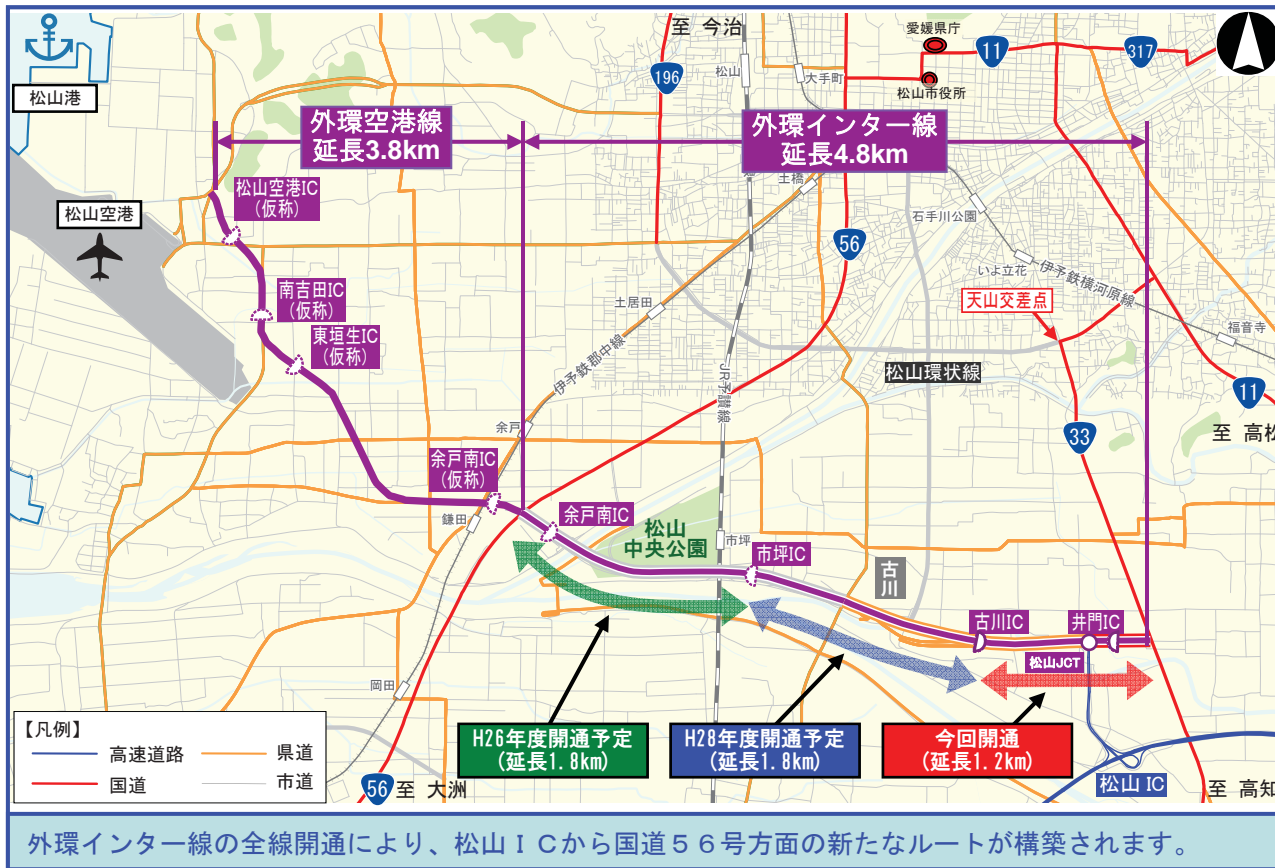 至 今治
愛媛県庁
11
317
196
松山
大手町
松山市役所
松山港
外環空港線
延長3.8km
外環インター線
延長4.8km
土橋
松山空港IC
(仮称)
松山空港
石手川公園
56
いよ立花
伊予鉄横河原線
南吉田IC
(仮称)
土居田
天山交差点
福音寺
東垣生IC
(仮称)
伊予鉄郡中線
JR予讃線
松山環状線
11
至 高松
33
余戸
余戸南IC
(仮称)
鎌田
余戸南IC
松山
中央公園
市坪
市坪IC
古川
古川IC
井門IC
松山JCT
岡田
【凡例】
高速道路
県道
国道
市道
H26年度開通予定
(延長1.8km)
H28年度開通予定
(延長1.8km)
今回開通
(延長1.2km)
松山 IC
56
至 大洲
至 高知
外環インター線の全線開通により、松山ＩＣから国道５６号方面の新たなルートが構築されます。